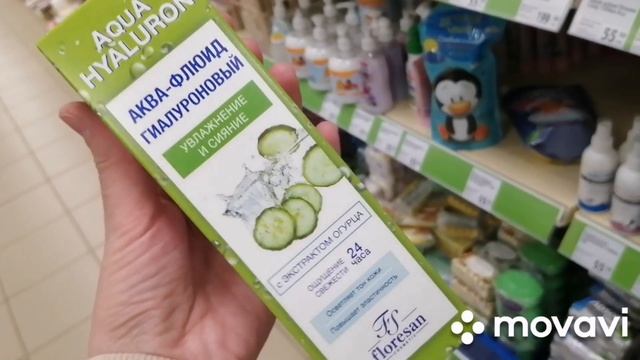 AQUA
HYALURON
АКВА-ФЛЮИД
ГИАЛУРОНОВЫЙ
УВЛАЖНЕНИЕ
И СИЯНИЕ
С ЭКСТРАКТОМ ОГУРЦА
ОЩУЩЕНИЕ
СВЕЖЕСТИ
24
часа
Осветляет тон кожи
Повышает эластичность
FS
floresan
movavi